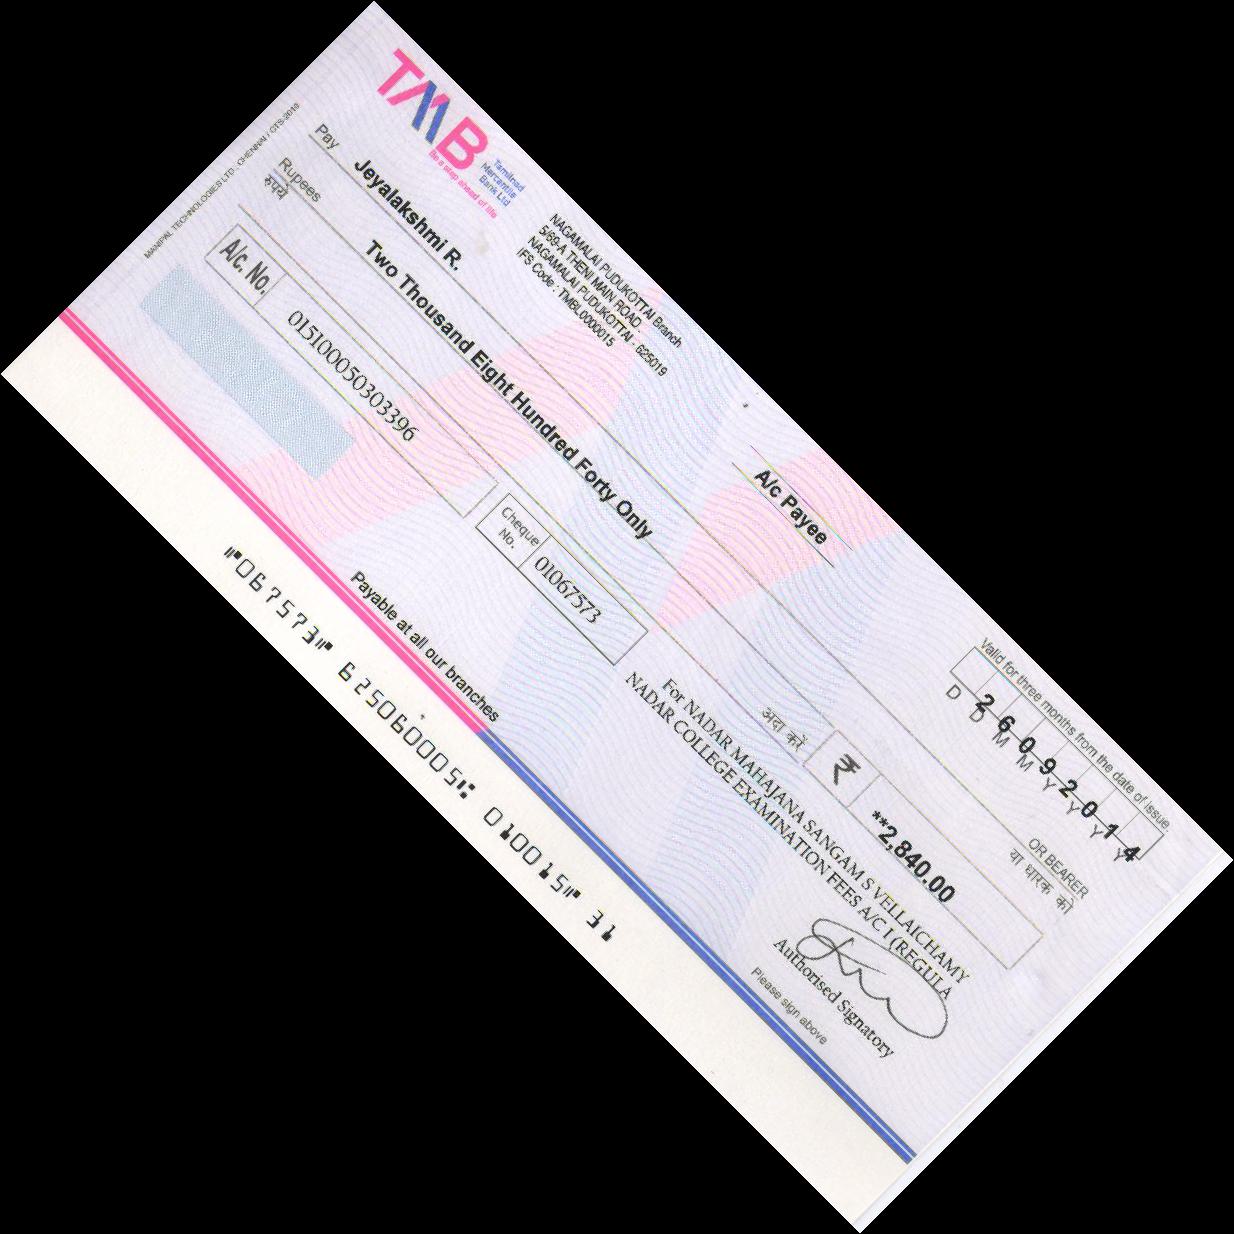 TMB
Be a step ahead of life
Tamilnad
Mercantile
Bank Ltd
NAGAMALAI PUDUKOTTAI Branch
5/69-A THENI MAIN ROAD
NAGAMALAI PUDUKOTTAI - 625019
IFS Code : TMBL0000015
Valid for three months from the date of issue
2 6 0 9 2 0 1 4
D D M M Y Y Y Y
A/c Payee
Pay Jeyalakshmi R.
OR BEARER
या धारक को
Rupees
रुपये
Two Thousand Eight Hundred Forty Only
अदा करें
₹ **2,840.00
A/c. No. 015100050303396
Cheque
No. 01067573
For NADAR MAHAJANA SANGAM S VELLAICHAMY
NADAR COLLEGE EXAMINATION FEES A/C I (REGULA
Authorised Signatory
Please sign above
Payable at all our branches
MANIPAL TECHNOLOGIES LTD., CHENNAI / CTS-2010
⑈067573⑈ 625060005⑆ 010015⑈ 31